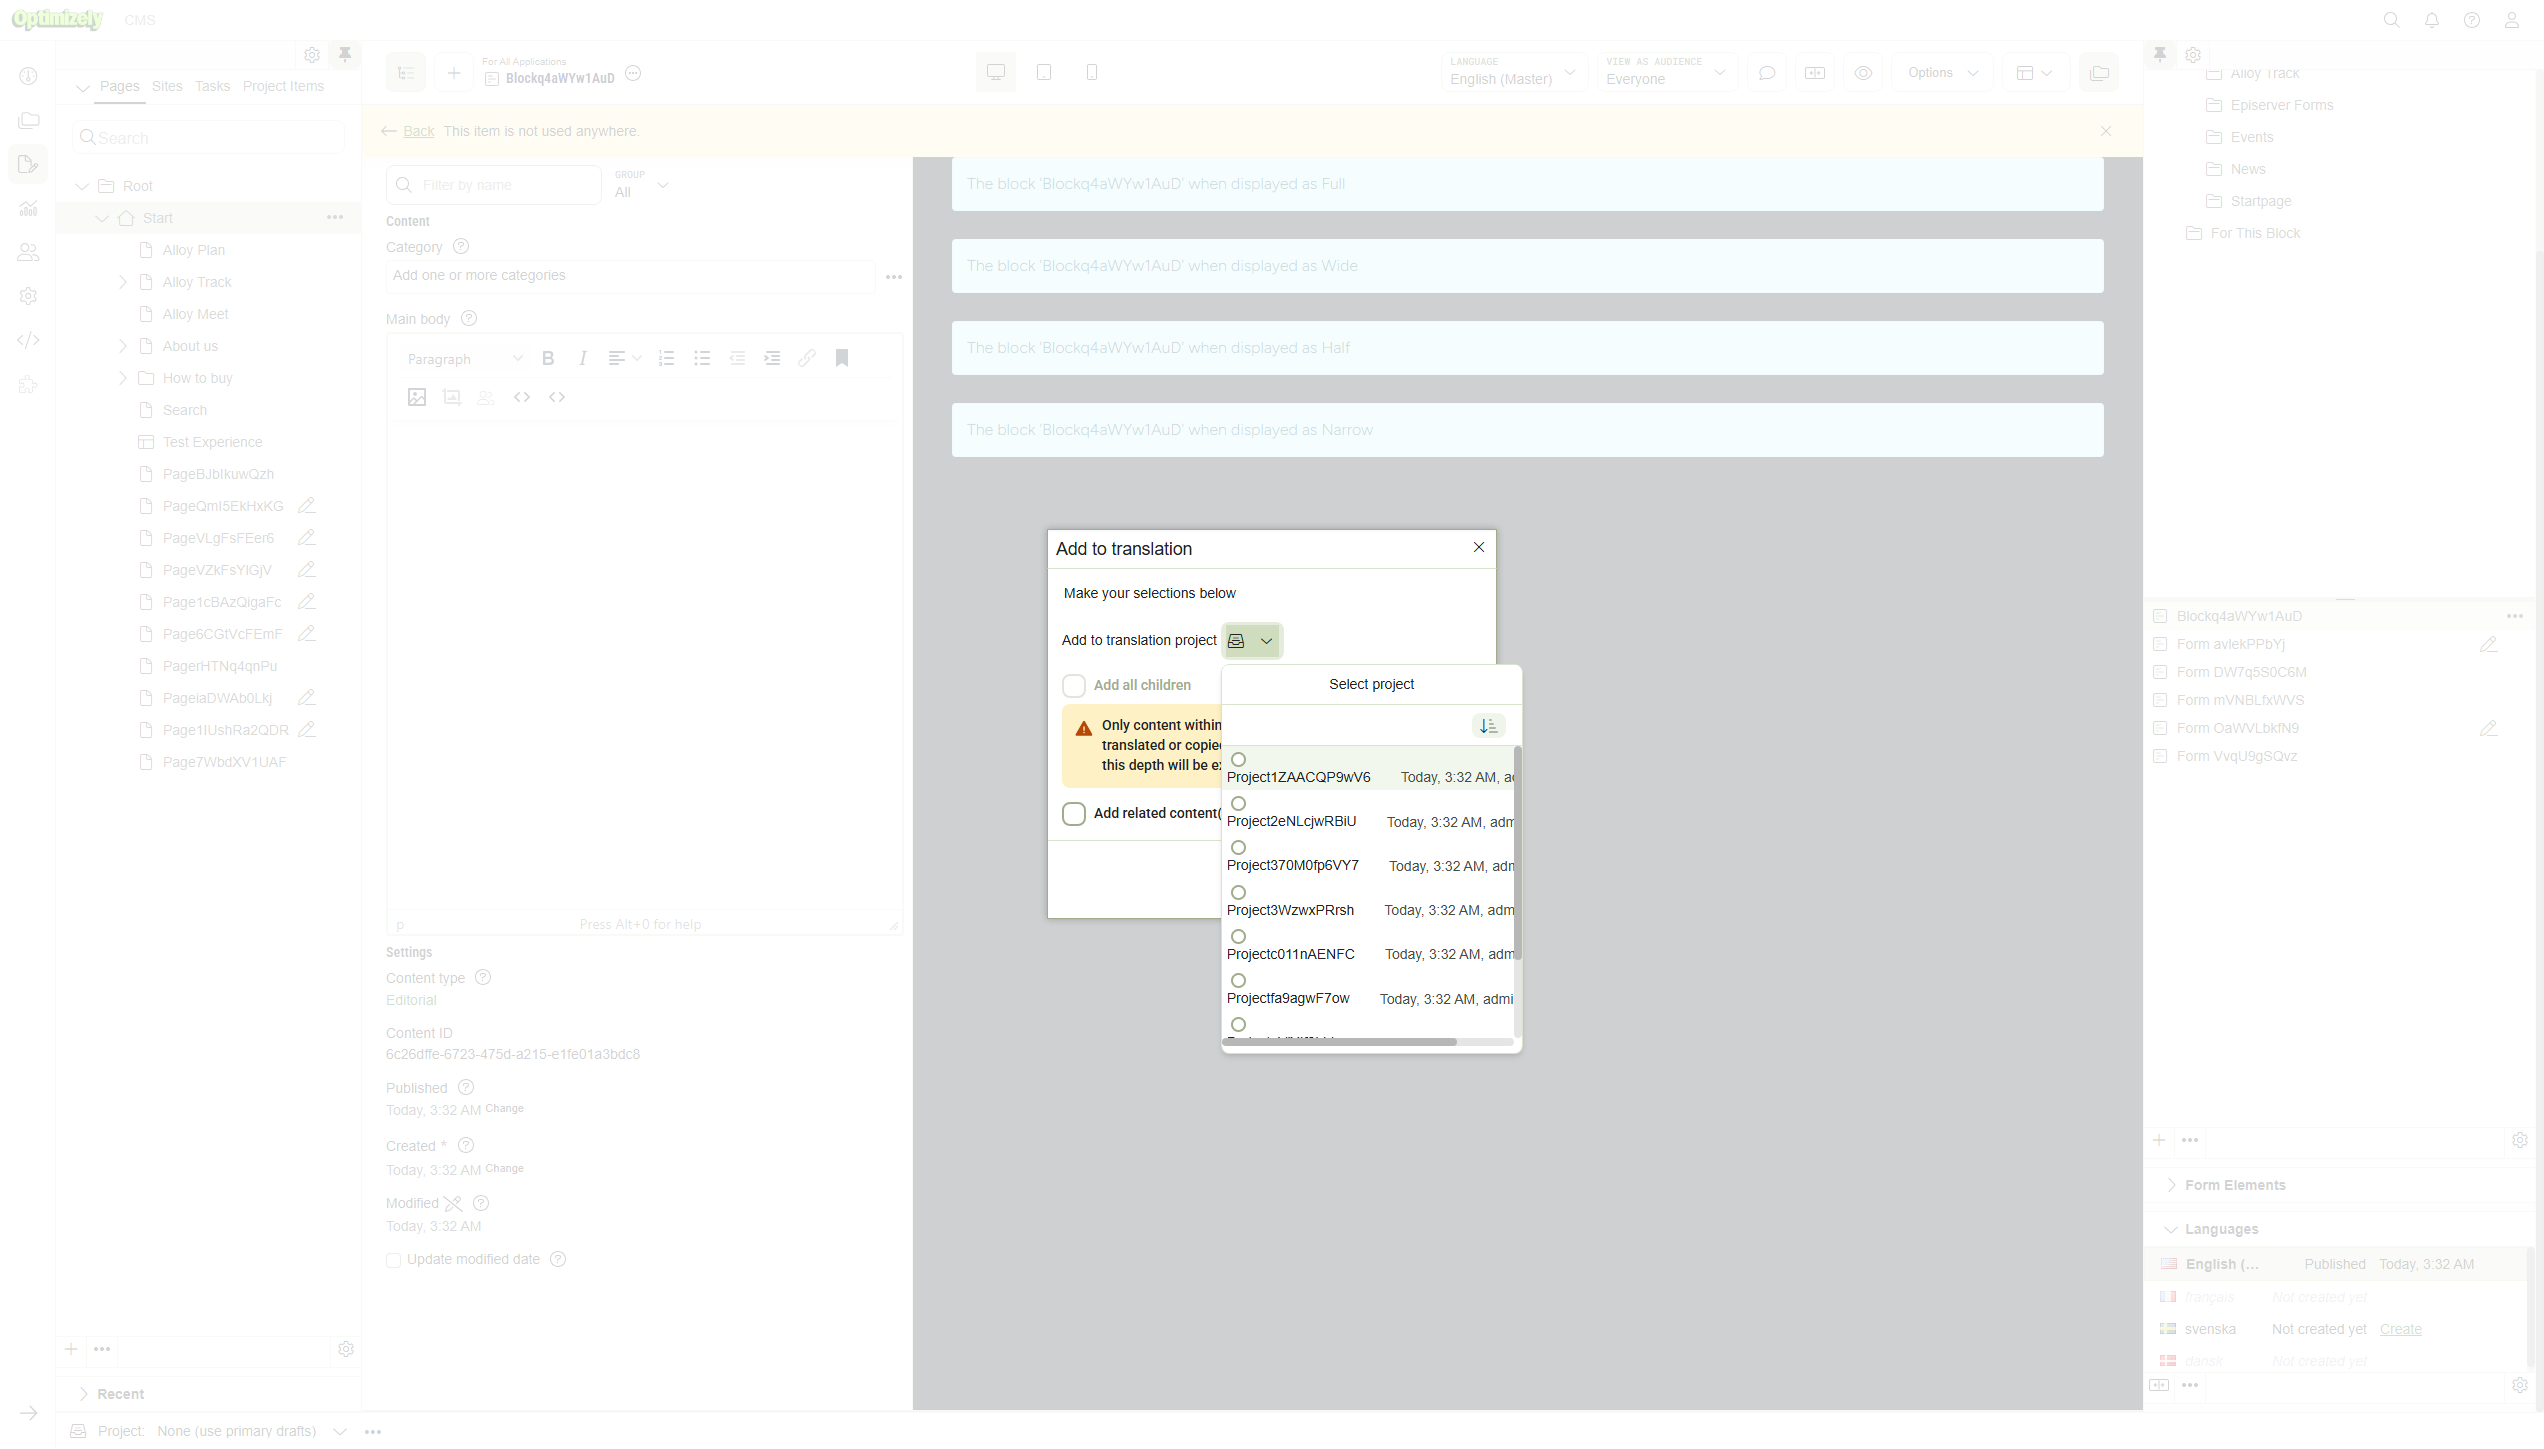 Optimizely
CMS
Pages
Sites
Tasks
Project Items
Search
Root
Start
Alloy Plan
Alloy Track
Alloy Meet
About us
How to buy
Search
Test Experience
PageBJbIkuwQzh
PageQmI5EkHxKG
PageVLgFsFEer6
PageVZkFsYlGjV
Page1cBAzQigaFc
Page6CGtVcFEmF
PagerHTNq4qnPu
PageiaDWAb0Lkj
Page1IUshRa2QDR
Page7WbdXV1UAF
Recent
Project: None (use primary drafts)
For All Applications
Blockq4aWYw1AuD
LANGUAGE
English (Master)
VIEW AS AUDIENCE
Everyone
Options
Back This item is not used anywhere.
Filter by name
GROUP
All
Content
Category
Add one or more categories
Main body
Paragraph
p
Press Alt+0 for help
Settings
Content type
Editorial
Content ID
6c26dffe-6723-475d-a215-e1fe01a3bdc8
Published
Today, 3:32 AM Change
Created *
Today, 3:32 AM Change
Modified
Today, 3:32 AM
Update modified date
The block 'Blockq4aWYw1AuD' when displayed as Full
The block 'Blockq4aWYw1AuD' when displayed as Wide
The block 'Blockq4aWYw1AuD' when displayed as Half
The block 'Blockq4aWYw1AuD' when displayed as Narrow
Add to translation
Make your selections below
Add to translation project
Add all children
Only content within
translated or copie
this depth will be e
Add related content(
Select project
Project1ZAACQP9wV6 Today, 3:32 AM, a
Project2eNLcjwRBiU Today, 3:32 AM, adm
Project370M0fp6VY7 Today, 3:32 AM, adn
Project3WzwxPRrsh Today, 3:32 AM, adm
Projectc011nAENFC Today, 3:32 AM, adm
Projectfa9agwF7ow Today, 3:32 AM, admi
Alloy Track
Episerver Forms
Events
News
Startpage
For This Block
Blockq4aWYw1AuD
Form avlekPPbYj
Form DW7q5S0C6M
Form mVNBLfxWVS
Form OaWVLbkfN9
Form VvqU9gSQvz
Form Elements
Languages
English (... Published Today, 3:32 AM
français Not created yet
svenska Not created yet Create
dansk Not created yet